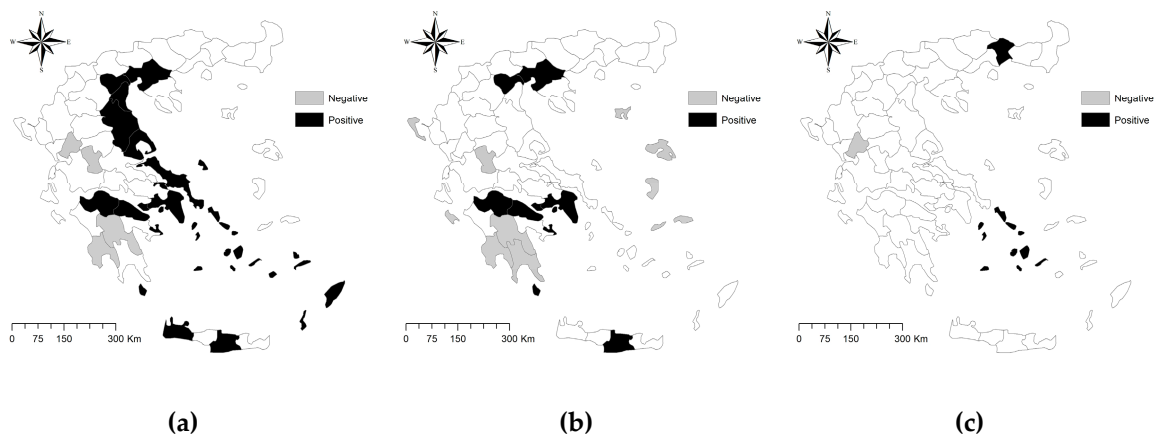 N
W E
S
Negative
Positive
0 75 150 300 Km
(a)
N
W E
S
Negative
Positive
0 75 150 300 Km
(b)
N
W E
S
Negative
Positive
0 75 150 300 Km
(c)